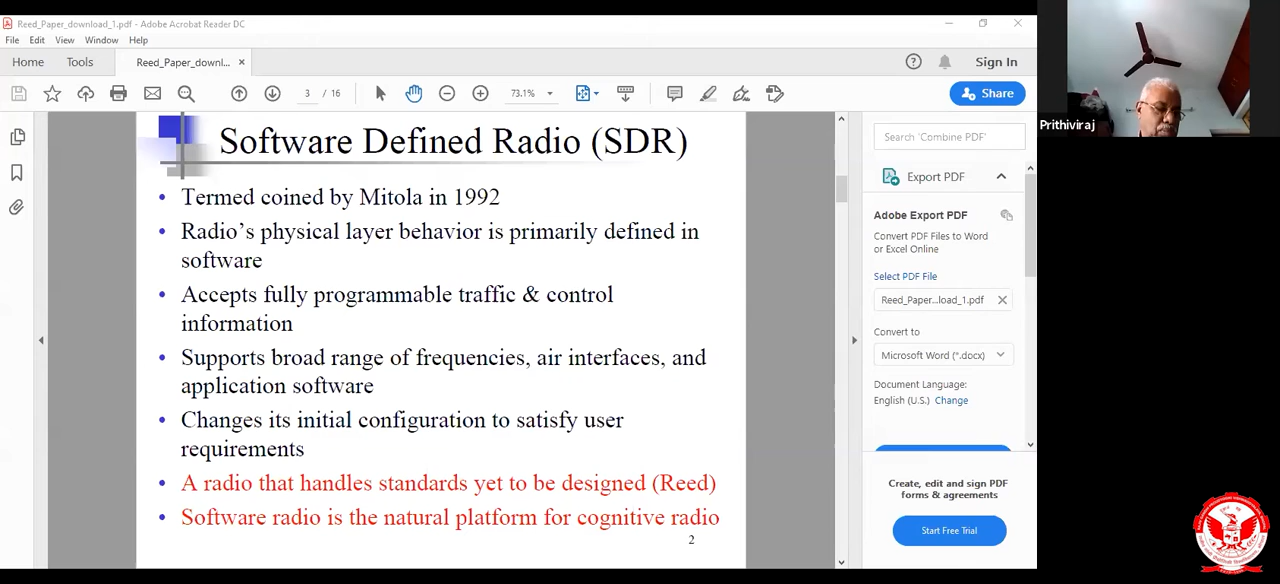 Reed_Paper_download_1.pdf - Adobe Acrobat Reader DC
File Edit View Window Help
Home Tools Reed_Paper_downl... × Sign In
3 / 16 73.1% Share
Software Defined Radio (SDR)
• Termed coined by Mitola in 1992
• Radio's physical layer behavior is primarily defined in
software
• Accepts fully programmable traffic & control
information
• Supports broad range of frequencies, air interfaces, and
application software
• Changes its initial configuration to satisfy user
requirements
• A radio that handles standards yet to be designed (Reed)
• Software radio is the natural platform for cognitive radio
2
Search 'Combine PDF'
Export PDF
Adobe Export PDF
Convert PDF Files to Word
or Excel Online
Select PDF File
Reed_Paper...load_1.pdf
Convert to
Microsoft Word (*.docx)
Document Language:
English (U.S.) Change
Create, edit and sign PDF
forms & agreements
Start Free Trial
Prithiviraj